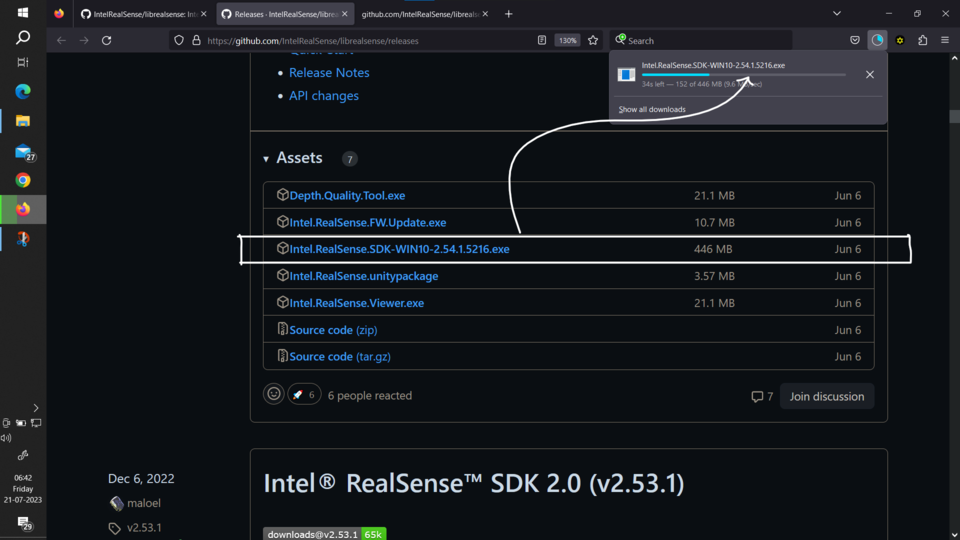 IntelRealSense/librealsense: Int
Releases · IntelRealSense/librea
github.com/IntelRealSense/librealse
https://github.com/IntelRealSense/librealsense/releases
130%
Search
Quick Start
Release Notes
API changes
Intel.RealSense.SDK-WIN10-2.54.1.5216.exe
34s left — 152 of 446 MB
Show all downloads
Assets 7
Depth.Quality.Tool.exe 21.1 MB Jun 6
Intel.RealSense.FW.Update.exe 10.7 MB Jun 6
Intel.RealSense.SDK-WIN10-2.54.1.5216.exe 446 MB Jun 6
Intel.RealSense.unitypackage 3.57 MB Jun 6
Intel.RealSense.Viewer.exe 21.1 MB Jun 6
Source code (zip) Jun 6
Source code (tar.gz) Jun 6
6 6 people reacted 7 Join discussion
Dec 6, 2022
maloel
v2.53.1
Intel® RealSense™ SDK 2.0 (v2.53.1)
downloads@v2.53.1 65k
27
06:42
Friday
21-07-2023
29